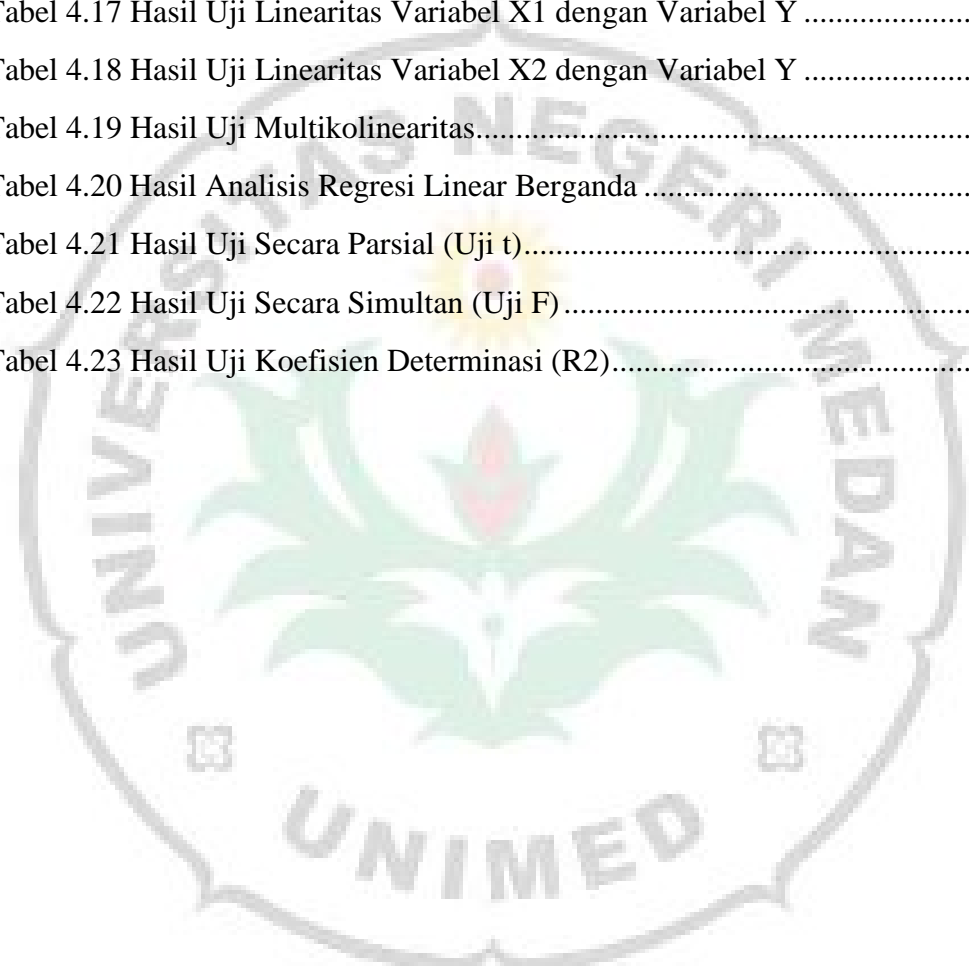 Tabel 4.17 Hasil Uji Linearitas Variabel X1 dengan Variabel Y ....................
Tabel 4.18 Hasil Uji Linearitas Variabel X2 dengan Variabel Y ....................
Tabel 4.19 Hasil Uji Multikolinearitas............................................................
Tabel 4.20 Hasil Analisis Regresi Linear Berganda ........................................
Tabel 4.21 Hasil Uji Secara Parsial (Uji t).......................................................
Tabel 4.22 Hasil Uji Secara Simultan (Uji F)..................................................
Tabel 4.23 Hasil Uji Koefisien Determinasi (R2)............................................
UNIVERSITAS NEGERI MEDAN
UNIMED